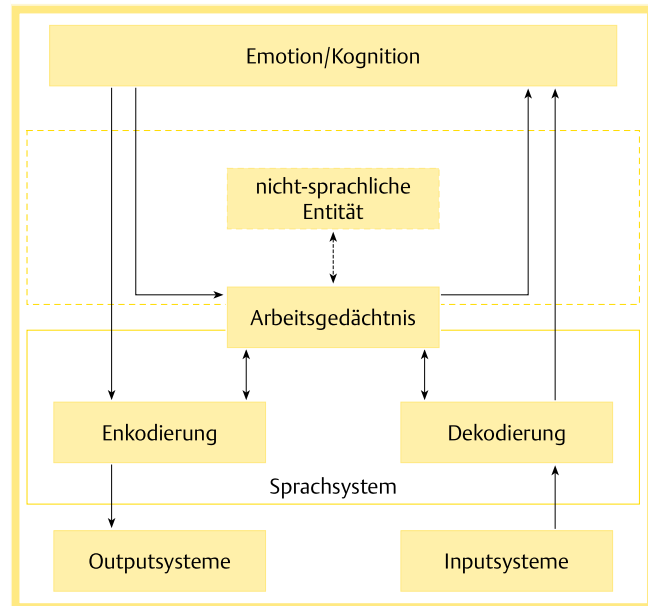 Emotion/Kognition
nicht-sprachliche
Entität
Arbeitsgedächtnis
Enkodierung
Dekodierung
Sprachsystem
Outputsysteme
Inputsysteme